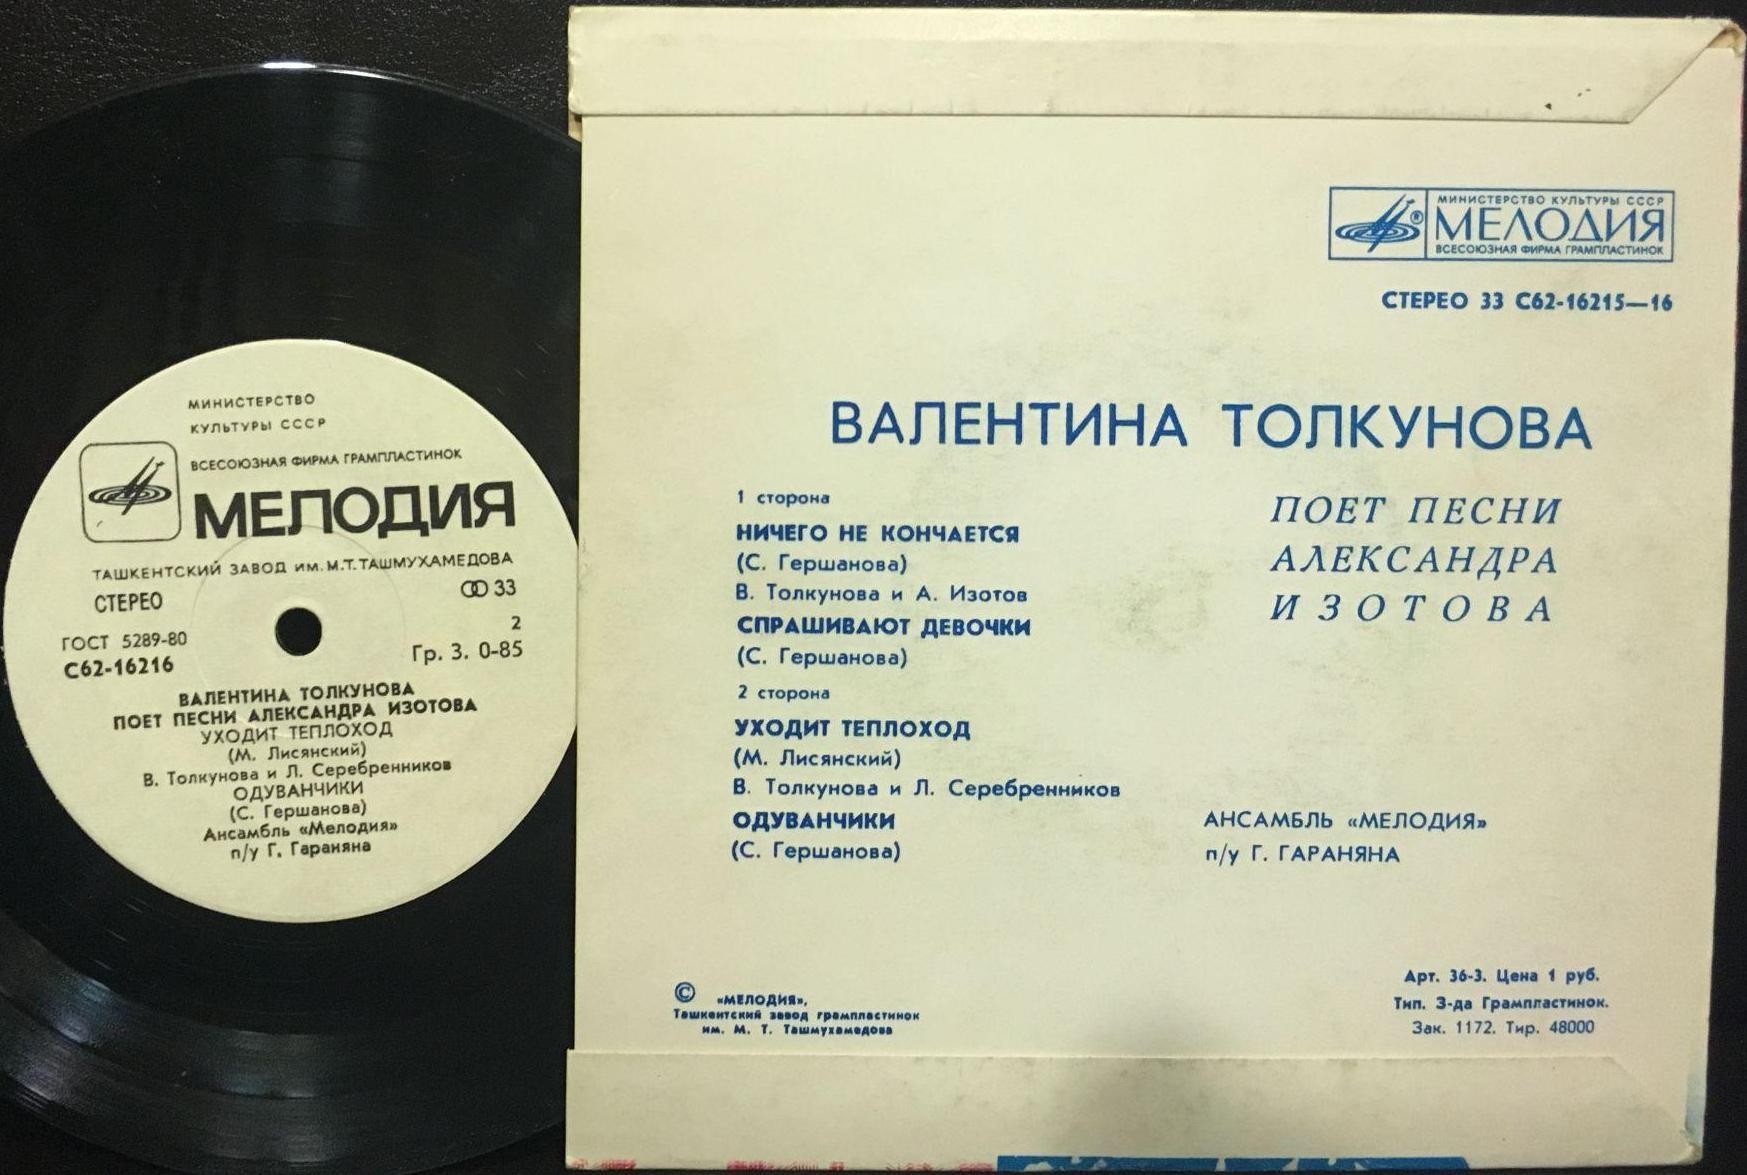 МИНИСТЕРСТВО
КУЛЬТУРЫ СССР
ВСЕСОЮЗНАЯ ФИРМА ГРАМПЛАСТИНОК
МЕЛОДИЯ
ТАШКЕНТСКИЙ ЗАВОД ИМ. М.Т. ТАШМУХАМЕДОВА
СТЕРЕО
33
ГОСТ 5289-80
2
С62-16216
Гр. 3. 0-85
ВАЛЕНТИНА ТОЛКУНОВА
ПОЕТ ПЕСНИ АЛЕКСАНДРА ИЗОТОВА
УХОДИТ ТЕПЛОХОД
(М. Лисянский)
В. Толкунова и Л. Серебренников
ОДУВАНЧИКИ
(С. Гершанова)
Ансамбль «Мелодия»
п/у Г. Гараняна
МИНИСТЕРСТВО КУЛЬТУРЫ СССР
МЕЛОДИЯ
®
ВСЕСОЮЗНАЯ ФИРМА ГРАМПЛАСТИНОК
СТЕРЕО 33 С62-16215—16
ВАЛЕНТИНА ТОЛКУНОВА
ПОЕТ ПЕСНИ
АЛЕКСАНДРА
ИЗОТОВА
1 сторона
НИЧЕГО НЕ КОНЧАЕТСЯ
(С. Гершанова)
В. Толкунова и А. Изотов
СПРАШИВАЮТ ДЕВОЧКИ
(С. Гершанова)
2 сторона
УХОДИТ ТЕПЛОХОД
(М. Лисянский)
В. Толкунова и Л. Серебренников
ОДУВАНЧИКИ
(С. Гершанова)
АНСАМБЛЬ «МЕЛОДИЯ»
п/у Г. ГАРАНЯНА
© «МЕЛОДИЯ»,
Ташкентский завод грампластинок
им. М. Т. Ташмухамедова
Арт. 36-3. Цена 1 руб.
Тип. З-да Грампластинок.
Зак. 1172. Тир. 48000